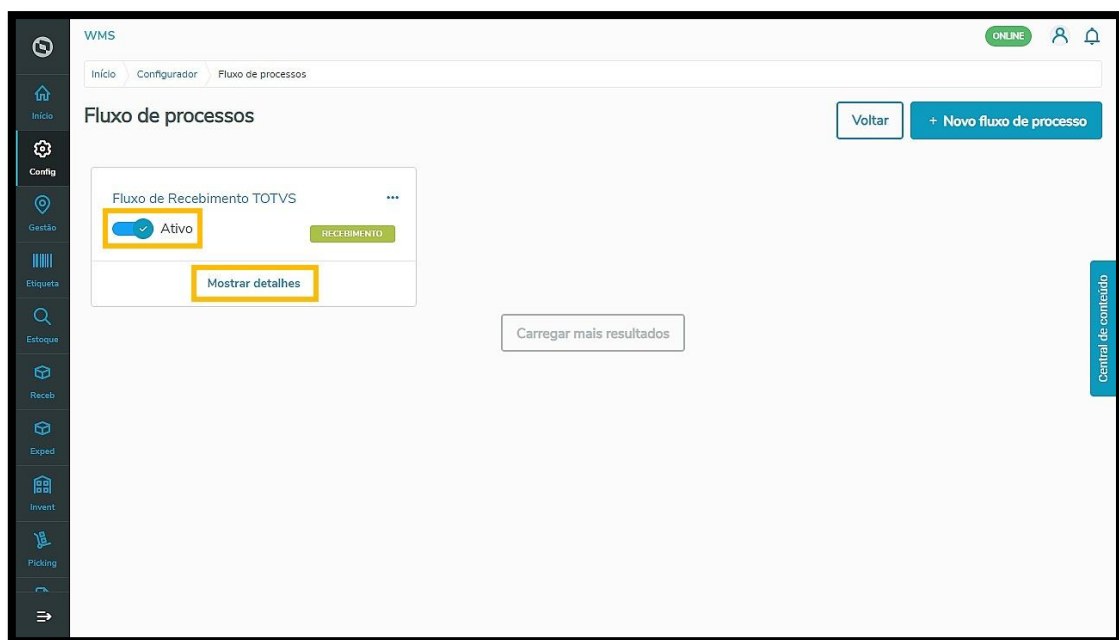 WMS
ONLINE
Início
Configurador
Fluxo de processos
Fluxo de processos
Voltar
+ Novo fluxo de processo
Início
Config
Gestão
Etiqueta
Estoque
Receb
Exped
Invent
Picking
Fluxo de Recebimento TOTVS
...
Ativo
RECEBIMENTO
Mostrar detalhes
Carregar mais resultados
Central de conteúdo